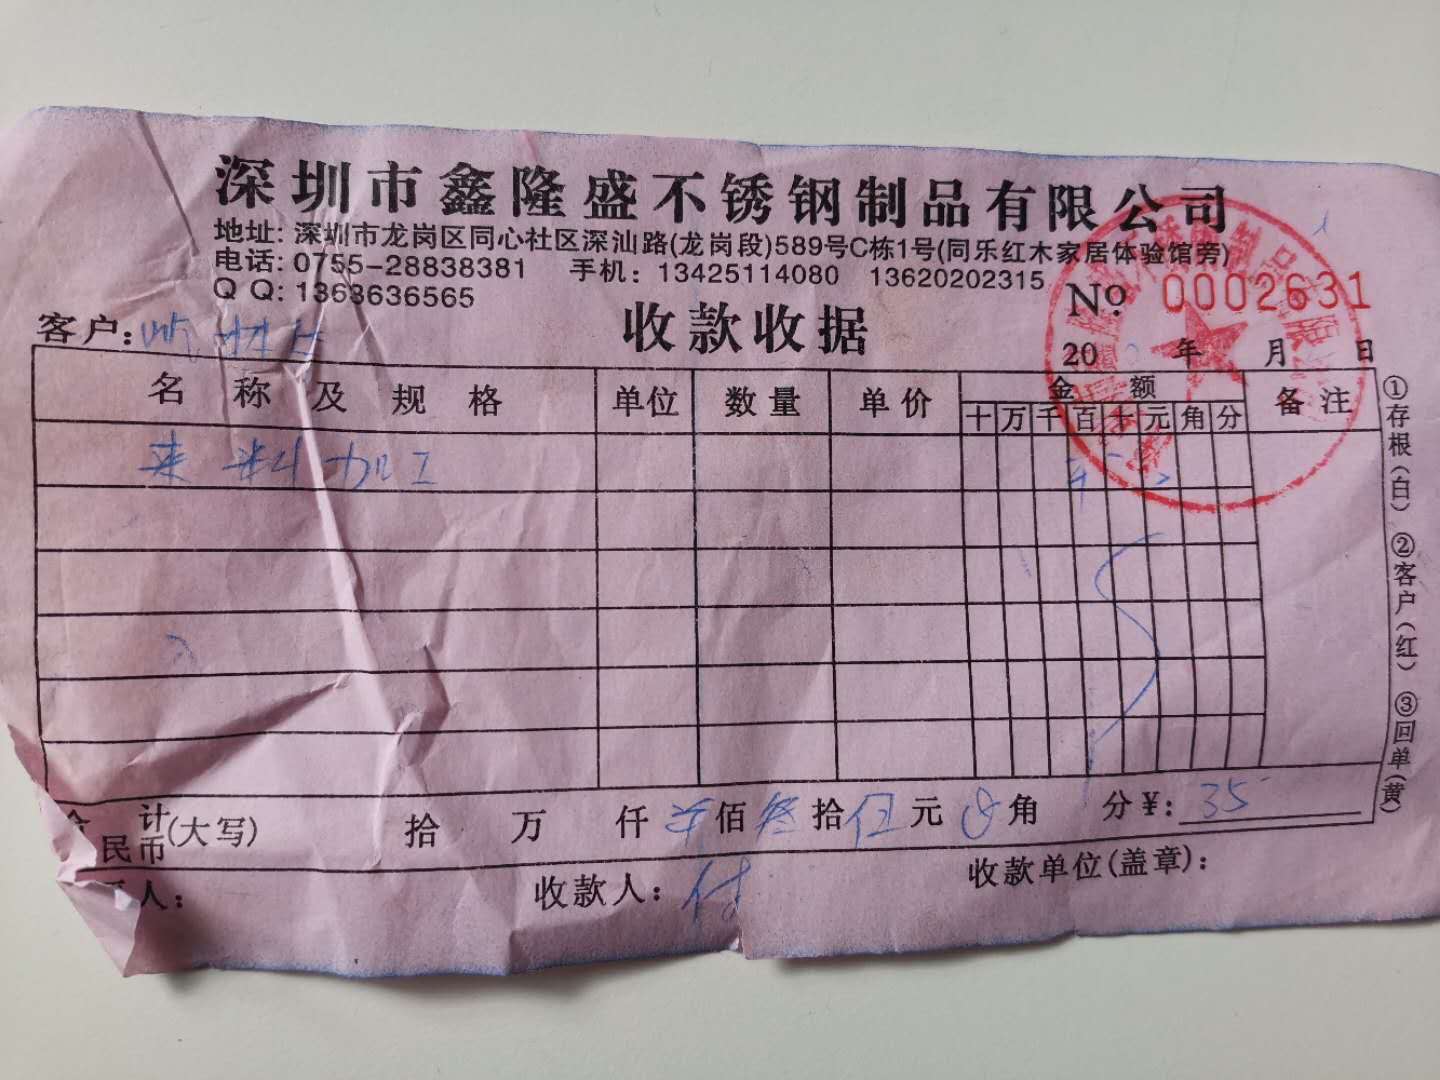 深圳市鑫隆盛不锈钢制品有限公司
地址: 深圳市龙岗区同心社区深汕路(龙岗段)589号C栋1号(同乐红木家居体验馆旁)
电话: 0755-28838381 手机: 13425114080 13620202315
Q Q: 1363636565
收款收据
No 0002631
客户:
20 年 月 日
名称及规格 单位 数量 单价 金额 备注
十 万 千 百 十 元 角 分
来料加工
计
民币(大写) 拾 万 仟 佰叁拾伍元 角 分 ¥: 35
人: 收款人: 付 收款单位(盖章):
①存根(白) ②客户(红) ③回单(黄)